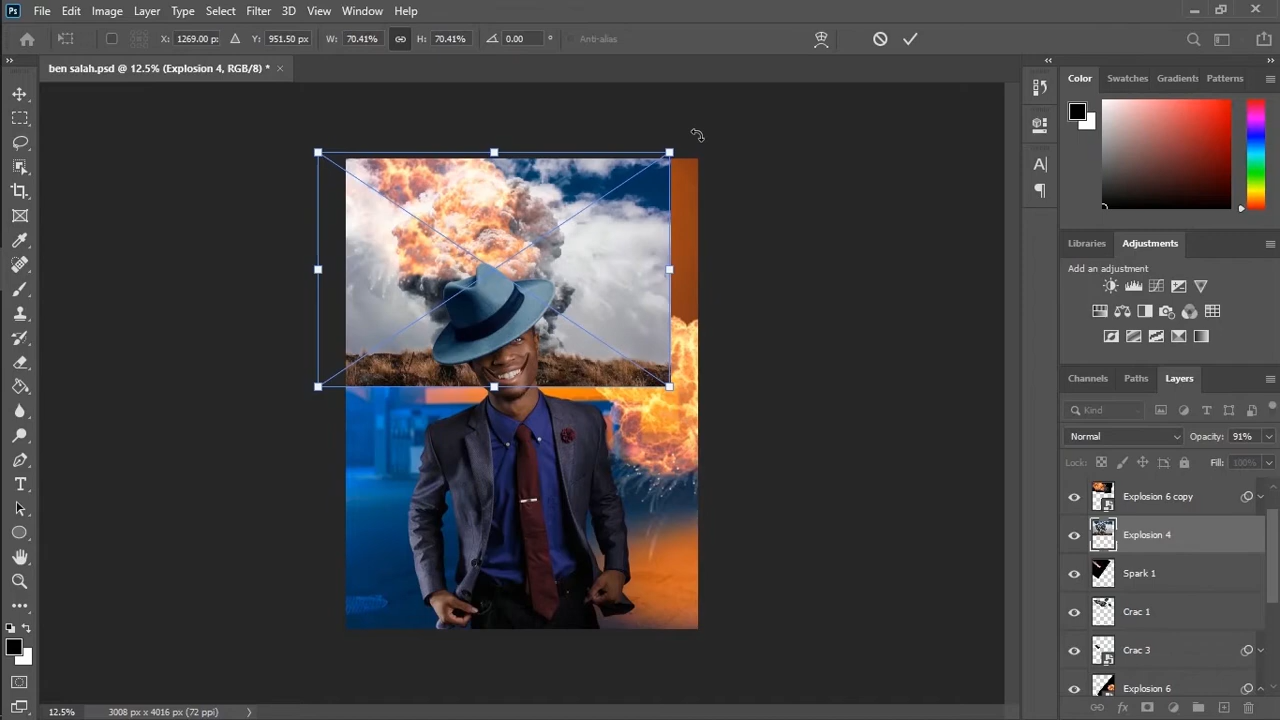 Ps File Edit Image Layer Type Select Filter 3D View Window Help
X: 1269.00 px Y: 951.50 px W: 70.41% H: 70.41% 0.00 ° Anti-alias
ben salah.psd @ 12.5% (Explosion 4, RGB/8) *
Color Swatches Gradients Patterns
Libraries Adjustments
Add an adjustment
Channels Paths Layers
Kind
Normal Opacity: 91%
Lock: Fill: 100%
Explosion 6 copy
Explosion 4
Spark 1
Crac 1
Crac 3
Explosion 6
12.5% 3008 px x 4016 px (72 ppi)